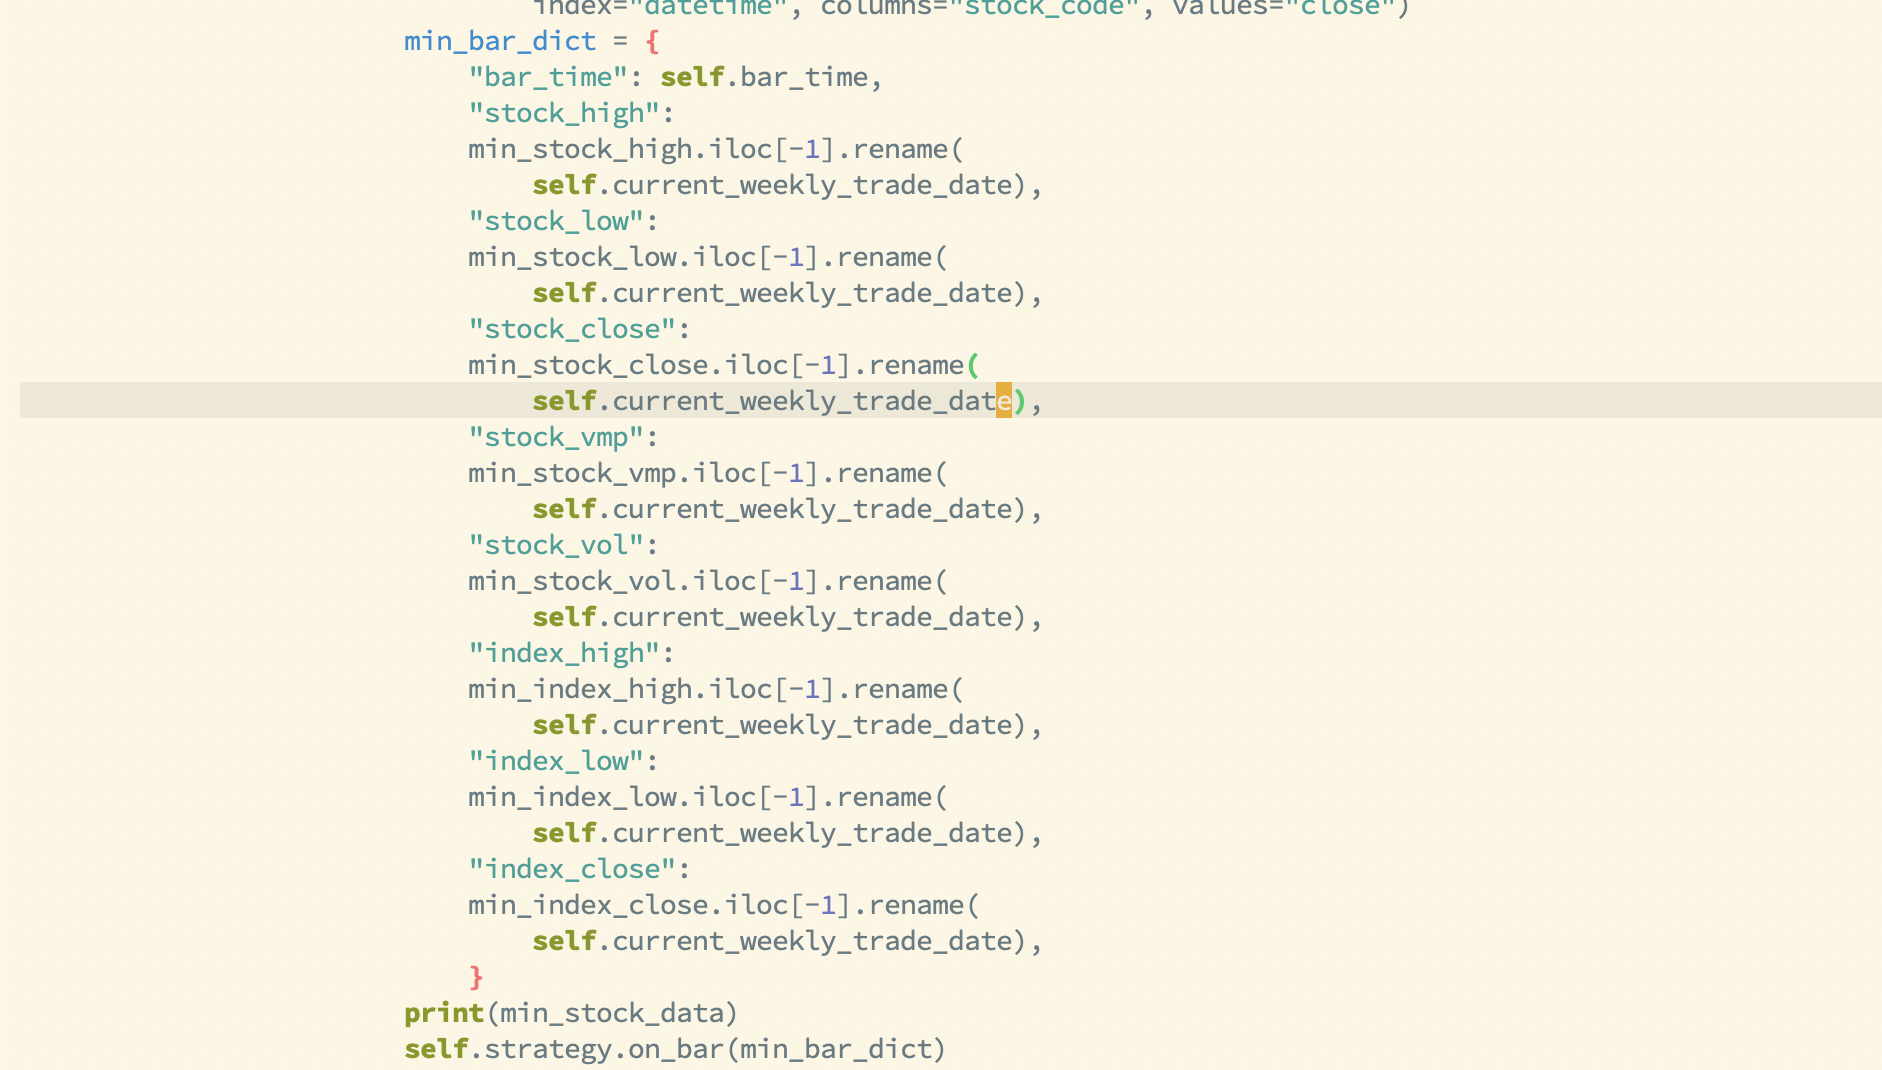 index="datetime", columns="stock_code", values="close")
min_bar_dict = {
"bar_time": self.bar_time,
"stock_high":
min_stock_high.iloc[-1].rename(
self.current_weekly_trade_date),
"stock_low":
min_stock_low.iloc[-1].rename(
self.current_weekly_trade_date),
"stock_close":
min_stock_close.iloc[-1].rename(
self.current_weekly_trade_date),
"stock_vmp":
min_stock_vmp.iloc[-1].rename(
self.current_weekly_trade_date),
"stock_vol":
min_stock_vol.iloc[-1].rename(
self.current_weekly_trade_date),
"index_high":
min_index_high.iloc[-1].rename(
self.current_weekly_trade_date),
"index_low":
min_index_low.iloc[-1].rename(
self.current_weekly_trade_date),
"index_close":
min_index_close.iloc[-1].rename(
self.current_weekly_trade_date),
}
print(min_stock_data)
self.strategy.on_bar(min_bar_dict)